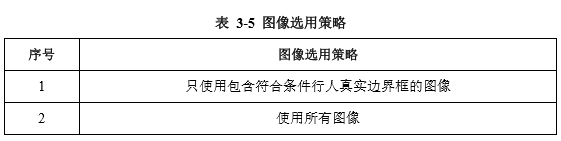 表 3-5 图像选用策略
序号 图像选用策略
1 只使用包含符合条件行人真实边界框的图像
2 使用所有图像